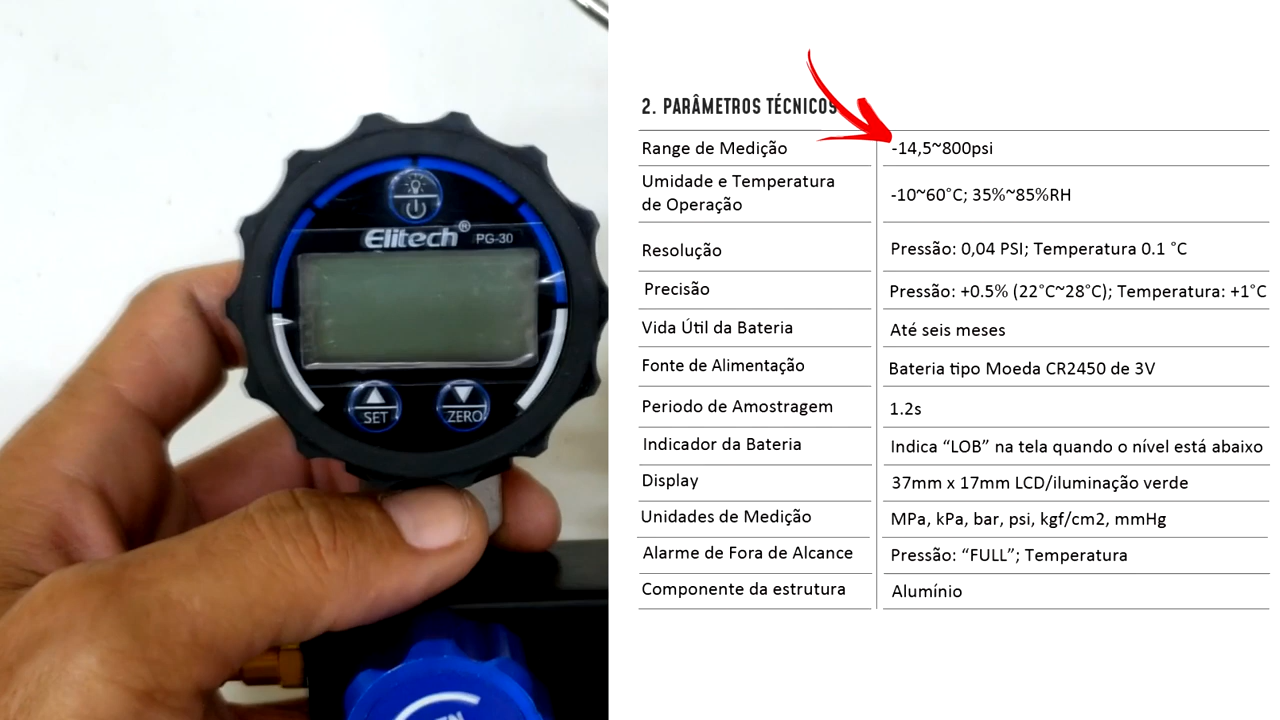 Elitech® PG-30
SET
ZERO
2. PARÂMETROS TÉCNICOS
Range de Medição
-14,5~800psi
Umidade e Temperatura
de Operação
-10~60°C; 35%~85%RH
Resolução
Pressão: 0,04 PSI; Temperatura 0.1 °C
Precisão
Pressão: +0.5% (22°C~28°C); Temperatura: +1°C
Vida Útil da Bateria
Até seis meses
Fonte de Alimentação
Bateria tipo Moeda CR2450 de 3V
Periodo de Amostragem
1.2s
Indicador da Bateria
Indica “LOB” na tela quando o nível está abaixo
Display
37mm x 17mm LCD/iluminação verde
Unidades de Medição
MPa, kPa, bar, psi, kgf/cm2, mmHg
Alarme de Fora de Alcance
Pressão: “FULL”; Temperatura
Componente da estrutura
Alumínio